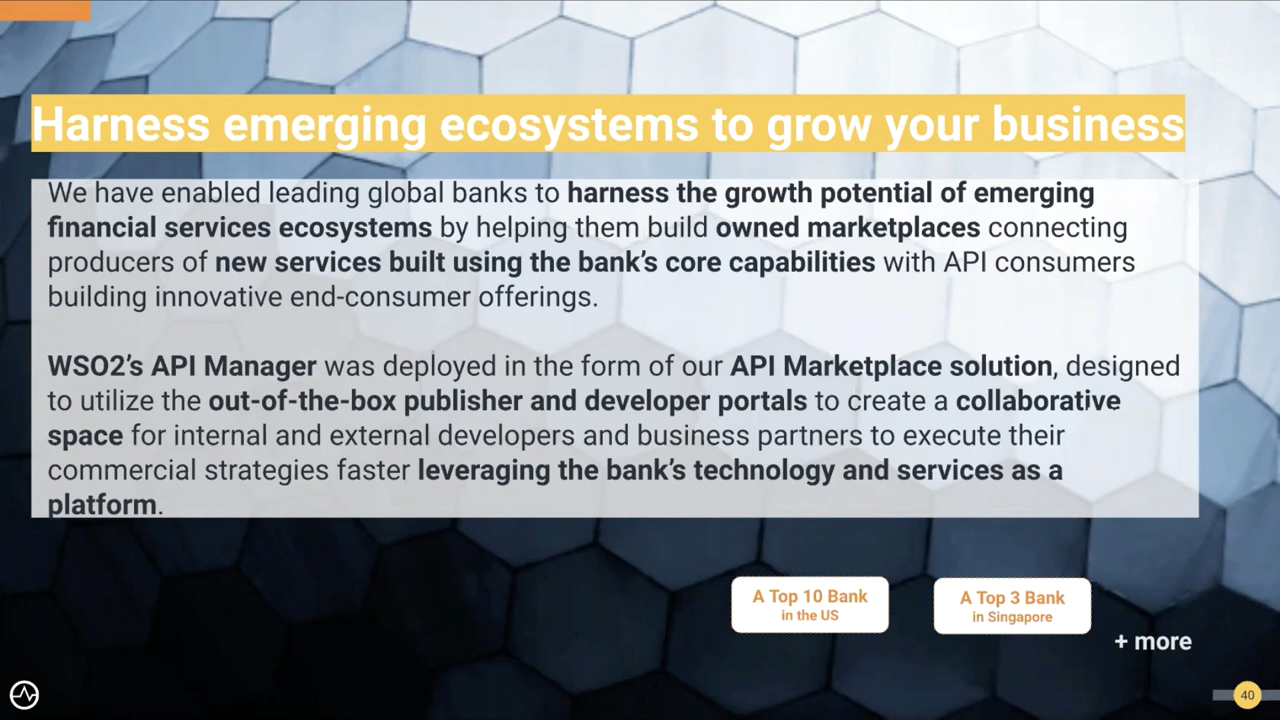 Harness emerging ecosystems to grow your business
We have enabled leading global banks to harness the growth potential of emerging
financial services ecosystems by helping them build owned marketplaces connecting
producers of new services built using the bank’s core capabilities with API consumers
building innovative end-consumer offerings.
WSO2’s API Manager was deployed in the form of our API Marketplace solution, designed
to utilize the out-of-the-box publisher and developer portals to create a collaborative
space for internal and external developers and business partners to execute their
commercial strategies faster leveraging the bank’s technology and services as a
platform.
A Top 10 Bank
in the US
A Top 3 Bank
in Singapore
+ more
40